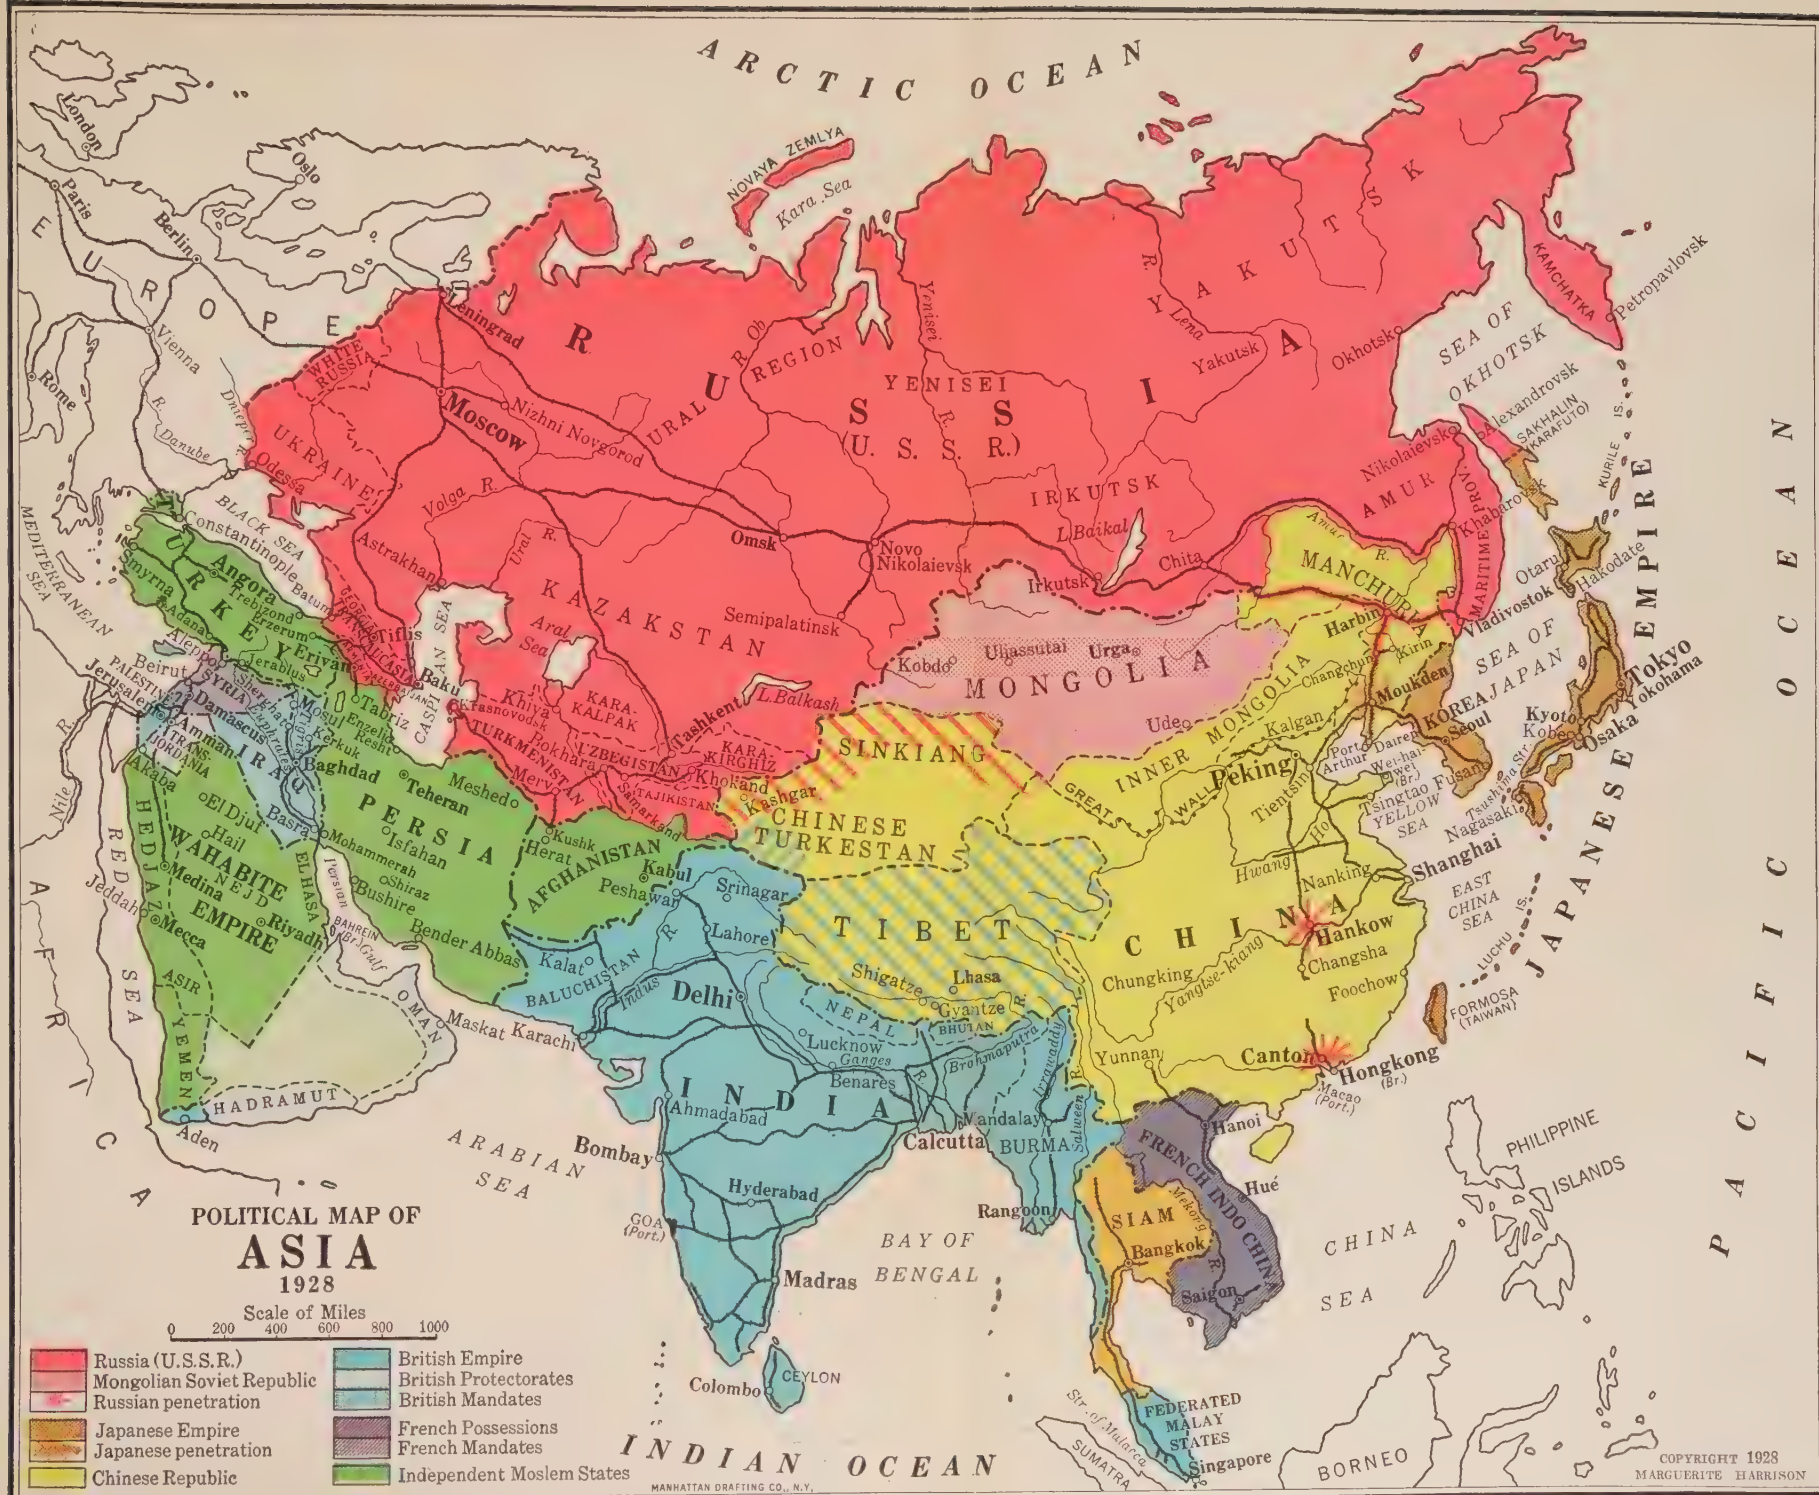 ARCTIC OCEAN
London
Oslo
Paris
Berlin
EUROPE
Vienna
Rome
R. Danube
Dnieper R.
NOVAYA ZEMLYA
Kara Sea
Leningrad
WHITE RUSSIA
Moscow
Nizhni Novgorod
UKRAINE
Odessa
RUSSIA
(U. S. S. R.)
URAL REGION
R. Ob
YENISEI
Yenisei R.
YAKUTSK
R. Lena
Yakutsk
Okhotsk
SEA OF OKHOTSK
KAMCHATKA
Petropavlovsk
Alexandrovsk
SAKHALIN
(KARAFUTO)
KURILE IS.
Nikolaievsk
AMUR
MARITIME PROV.
Khabarovsk
IRKUTSK
L. Baikal
Irkutsk
Chita
Amur R.
MANCHURIA
Volga R.
Ural R.
Astrakhan
Omsk
Novo
Nikolaievsk
KAZAKSTAN
Semipalatinsk
Aral Sea
L. Balkash
CASPIAN SEA
BLACK SEA
MEDITERRANEAN SEA
Constantinople
TURKEY
Angora
Smyrna
Trebizond
Erzerum
Batum
Adana
Aleppo
Jerablus
Erivan
Tiflis
GEORGIA
Baku
AZERBAIJAN
Krasnovodsk
Khiva
KARA-KALPAK
TURKMENISTAN
Bokhara
UZBEGISTAN
Tashkent
KARA-KIRGHIZ
Khokand
Merv
TAJIKISTAN
Samarkand
Kashgar
Beirut
SYRIA
PALESTINE
Jerusalem
Damascus
Amman
TRANS-JORDANIA
Akaba
Mosul
Kerkuk
Tigris
Euphrates
IRAQ
Baghdad
Basra
Tabriz
Enzeli
Resht
Teheran
Meshed
PERSIA
Isfahan
Mohammerah
Shiraz
Bushire
Bender Abbas
Persian Gulf
BAHREIN
(Br.)
Kushk
Herat
AFGHANISTAN
Kabul
Peshawar
Nile R.
RED SEA
AFRICA
HEDJAZ
El Djuf
Hail
WAHABITE EMPIRE
NEJD
Medina
Jeddah
Mecca
Riyadh
EL HASA
ASIR
YEMEN
HADRAMUT
OMAN
Maskat
Aden
ARABIAN SEA
SINKIANG
CHINESE TURKESTAN
MONGOLIA
Kobdo
Uliassutai
Urga
Ude
INNER MONGOLIA
Kalgan
GREAT WALL
Peking
Tientsin
Harbin
Kirin
Changchun
Moukden
Vladivostok
KOREA
Seoul
Fusan
Port Arthur
Dairen
Wei-hai-wei
(Br.)
Tsingtao
YELLOW SEA
SEA OF JAPAN
Otaru
Hakodate
Tokyo
Yokohama
Kyoto
Kobe
Osaka
Tsushima Str.
Nagasaki
JAPANESE EMPIRE
PACIFIC OCEAN
TIBET
Shigatze
Lhasa
Gyantze
CHINA
Hwang Ho
Nanking
Shanghai
EAST CHINA SEA
LUCHU IS.
Hankow
Changsha
Chungking
Yangtse-kiang
Foochow
FORMOSA
(TAIWAN)
Yunnan
Canton
Hongkong
(Br.)
Macao
(Port.)
Srinagar
Lahore
Kalat
BALUCHISTAN
Indus R.
Karachi
Delhi
NEPAL
BHUTAN
Lucknow
Ganges R.
Benares
Brohmaputra R.
INDIA
Ahmadabad
Bombay
Hyderabad
Calcutta
GOA
(Port.)
Madras
Colombo
CEYLON
BAY OF BENGAL
Irrawaddy
Salween R.
Mandalay
BURMA
Rangoon
Hanoi
FRENCH INDO CHINA
Hué
SIAM
Mekong R.
Bangkok
Saigon
CHINA SEA
PHILIPPINE ISLANDS
FEDERATED
MALAY
STATES
Str. of Malacca
Singapore
SUMATRA
BORNEO
INDIAN OCEAN
POLITICAL MAP OF
ASIA
1928
Scale of Miles
0 200 400 600 800 1000
Russia (U.S.S.R.)
Mongolian Soviet Republic
Russian penetration
Japanese Empire
Japanese penetration
Chinese Republic
British Empire
British Protectorates
British Mandates
French Possessions
French Mandates
Independent Moslem States
MANHATTAN DRAFTING CO., N.Y.
COPYRIGHT 1928
MARGUERITE HARRISON